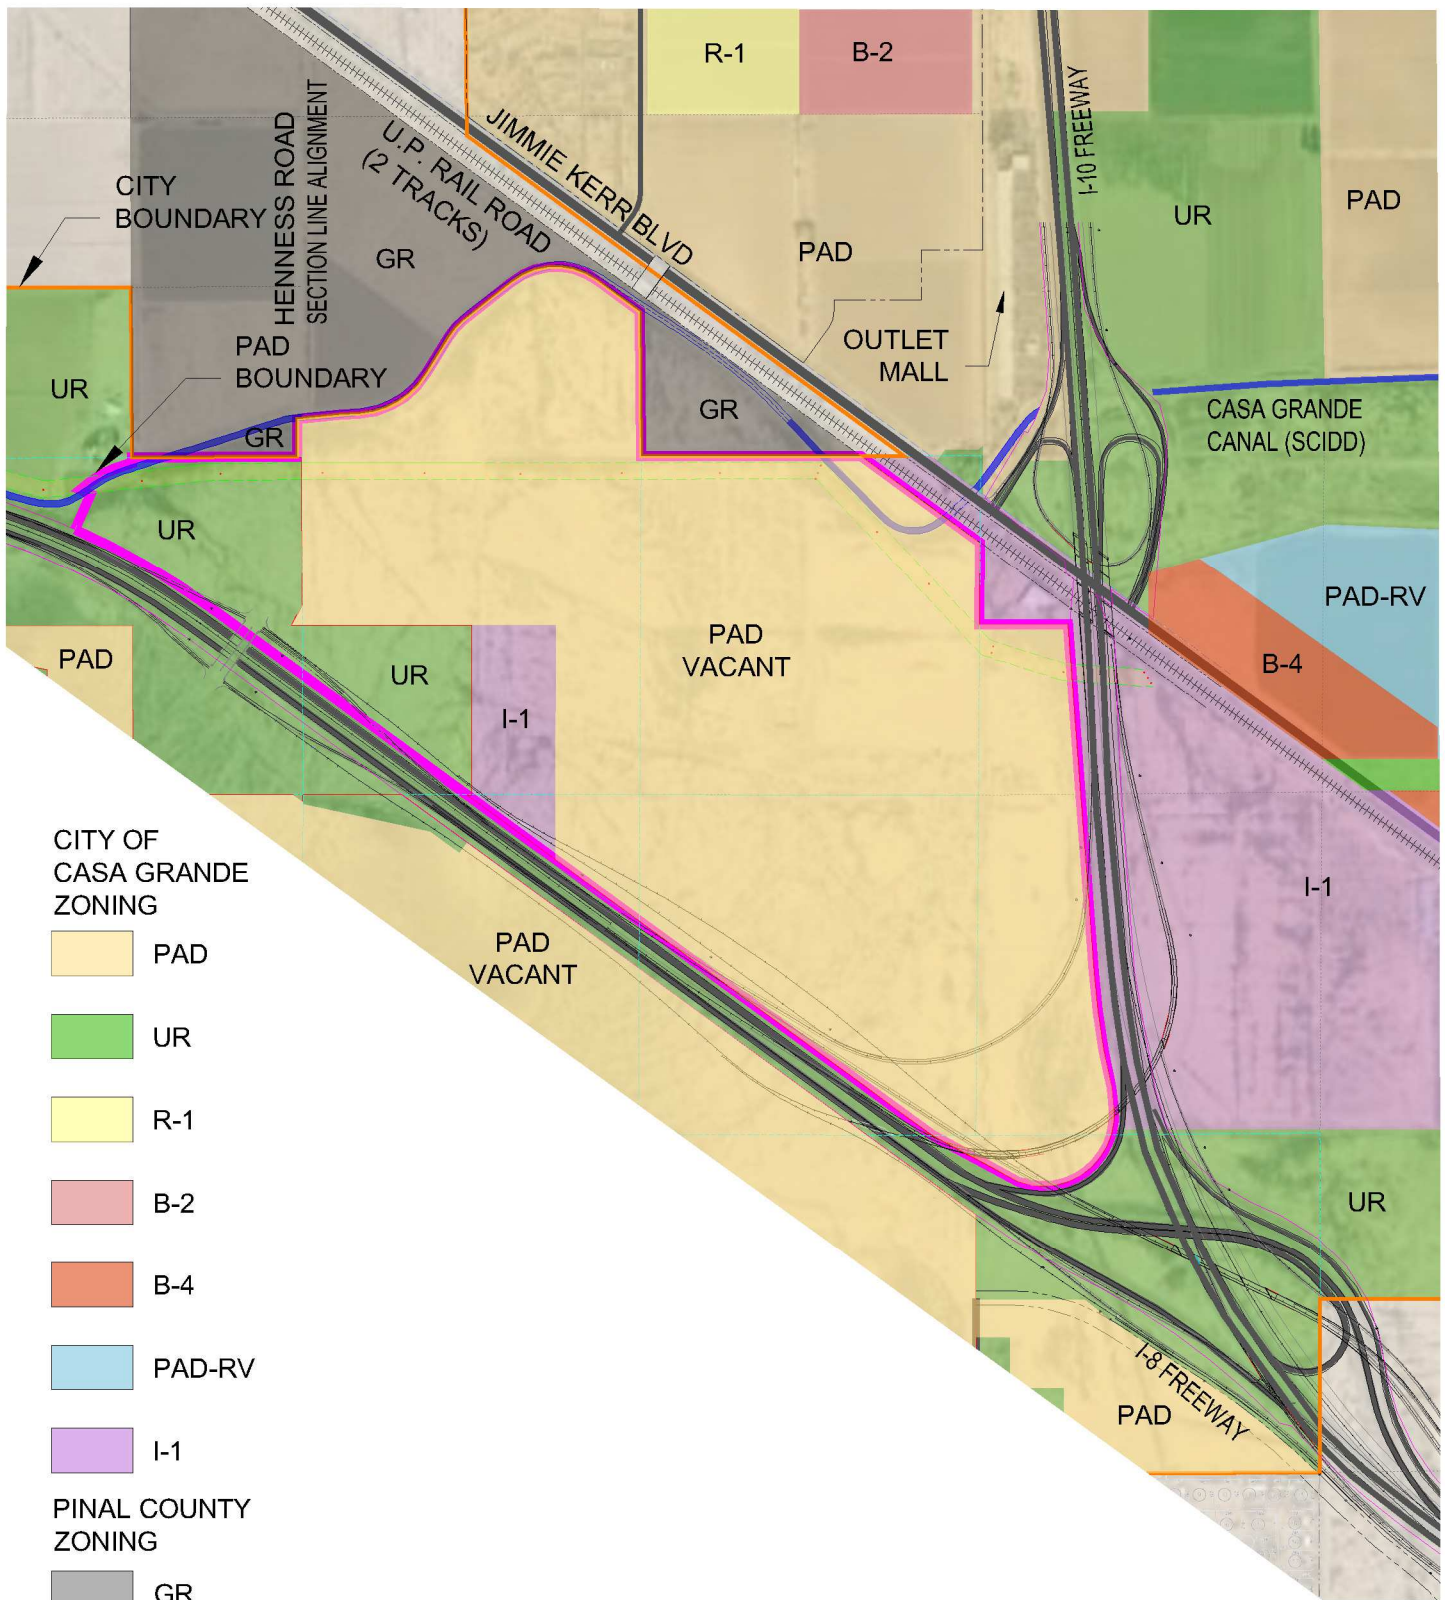 R-1
B-2
I-10 FREEWAY
HENNESS ROAD
SECTION LINE ALIGNMENT
JIMMIE KERR BLVD
U.P. RAIL ROAD
(2 TRACKS)
CITY
BOUNDARY
UR
PAD
GR
PAD
OUTLET
MALL
PAD
BOUNDARY
UR
GR
GR
CASA GRANDE
CANAL (SCIDD)
UR
PAD-RV
PAD
VACANT
PAD
UR
B-4
I-1
I-1
PAD
VACANT
UR
I-8 FREEWAY
PAD
CITY OF
CASA GRANDE
ZONING
PAD
UR
R-1
B-2
B-4
PAD-RV
I-1
PINAL COUNTY
ZONING
GR